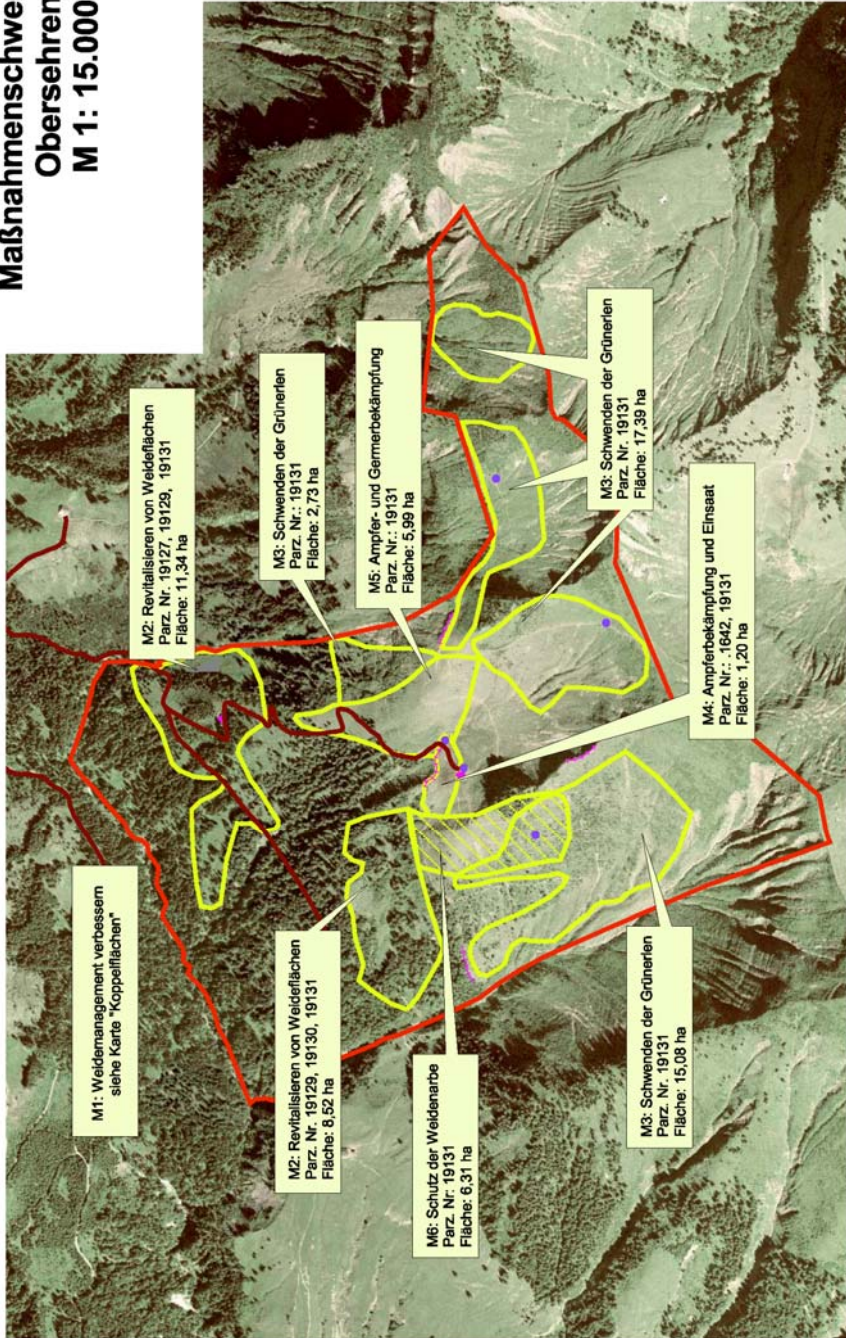 Maßnahmenschwe
Obersehren
M 1: 15.000
M1: Weidemanagement verbessern
siehe Karte "Koppelflächen"
M2: Revitalisieren von Weideflächen
Parz. Nr. 19127, 19129, 19131
Fläche: 11,34 ha
M3: Schwenden der Grünerlen
Parz. Nr.: 19131
Fläche: 2,73 ha
M5: Ampfer- und Germerbekämpfung
Parz. Nr.: 19131
Fläche: 5,99 ha
M2: Revitalisieren von Weideflächen
Parz. Nr. 19129, 19130, 19131
Fläche: 8,52 ha
M6: Schutz der Weidenarbe
Parz. Nr: 19131
Fläche: 6,31 ha
M3: Schwenden der Grünerlen
Parz. Nr. 19131
Fläche: 17,39 ha
M4: Ampferbekämpfung und Einsaat
Parz. Nr.: .1642, 19131
Fläche: 1,20 ha
M3: Schwenden der Grünerlen
Parz. Nr. 19131
Fläche: 15,08 ha